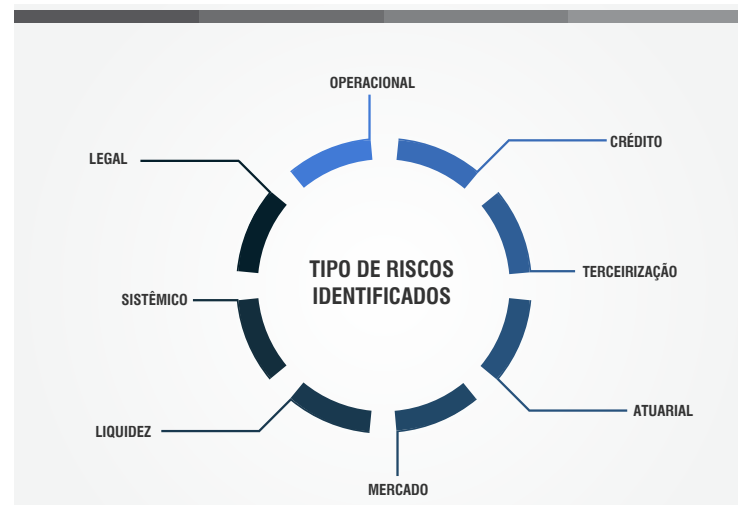 OPERACIONAL
CRÉDITO
LEGAL
TIPO DE RISCOS
IDENTIFICADOS
TERCEIRIZAÇÃO
SISTÊMICO
ATUARIAL
LIQUIDEZ
MERCADO